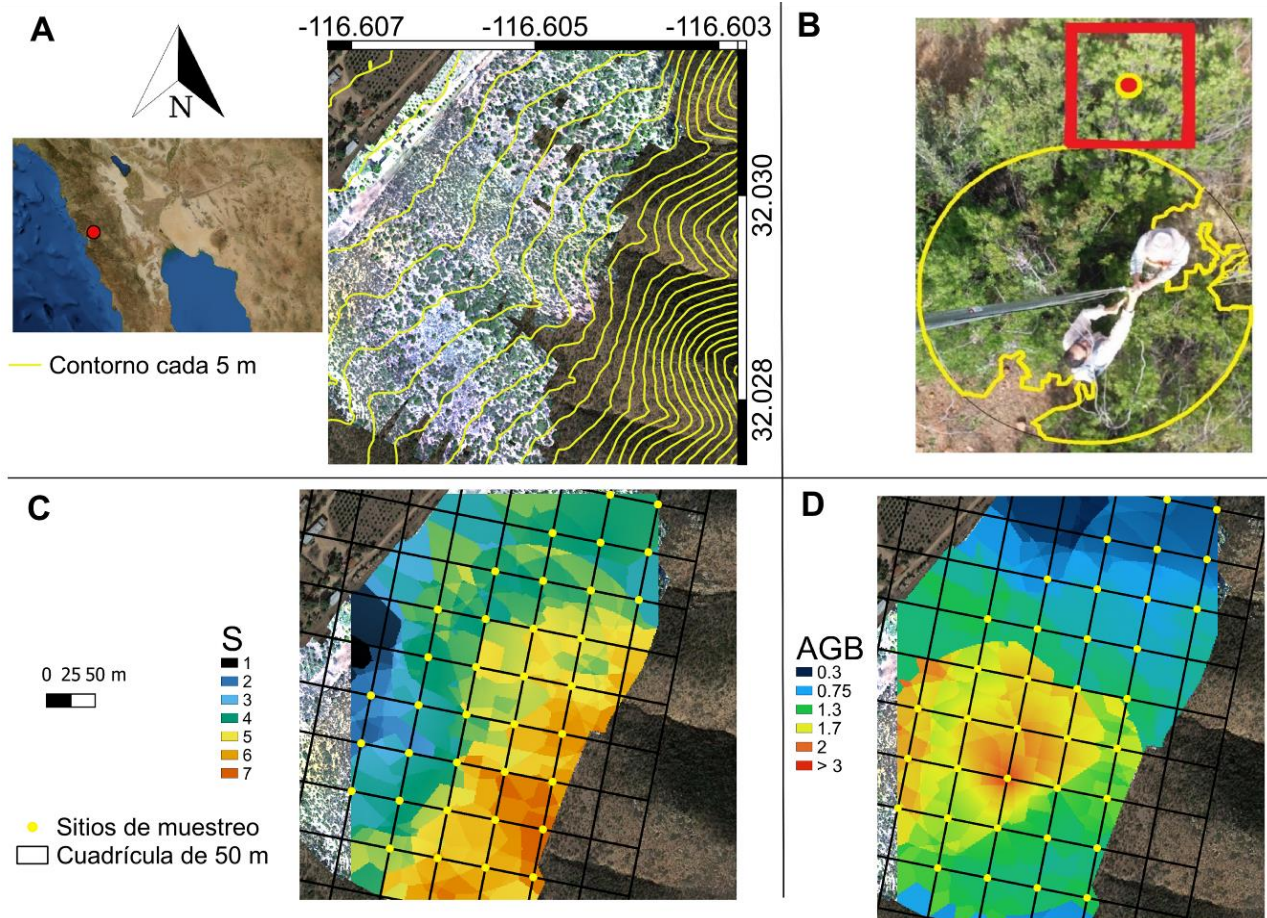 A
N
Contorno cada 5 m
-116.607
-116.605
-116.603
32.030
32.028
B
C
0 25 50 m
S
1
2
3
4
5
6
7
Sitios de muestreo
Cuadrícula de 50 m
D
AGB
0.3
0.75
1.3
1.7
2
> 3